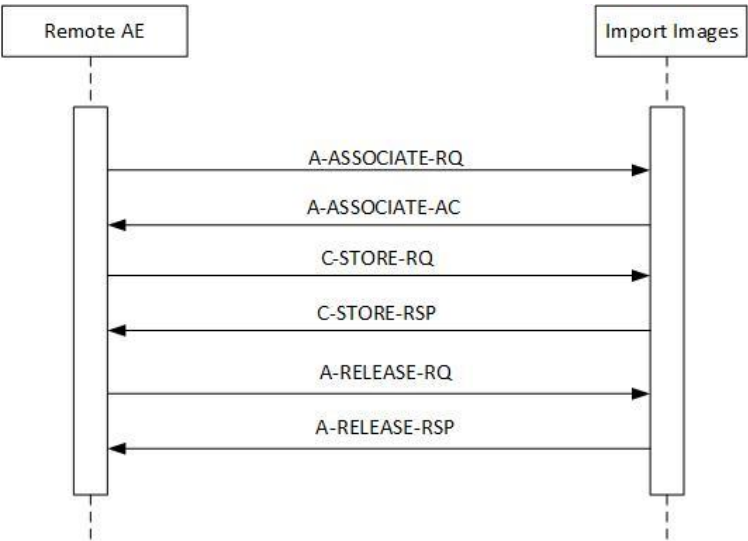 Remote AE
Import Images
A-ASSOCIATE-RQ
A-ASSOCIATE-AC
C-STORE-RQ
C-STORE-RSP
A-RELEASE-RQ
A-RELEASE-RSP